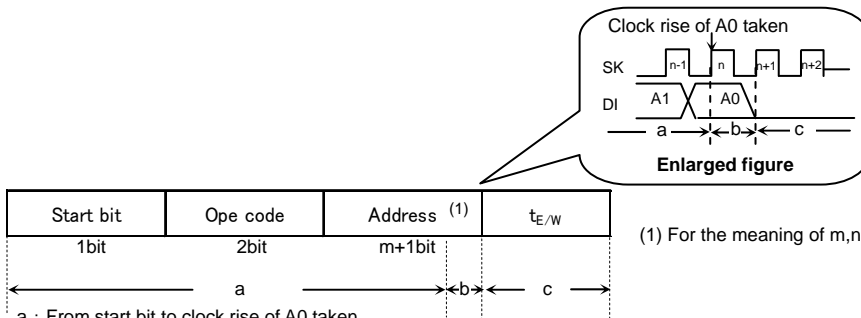 Clock rise of A0 taken
SK n-1 n n+1 n+2
DI A1 A0
a b c
Enlarged figure
Start bit Ope code Address (1) tE/W
1bit 2bit m+1bit
(1) For the meaning of m,n
a b c
a : From start bit to clock rise of A0 taken